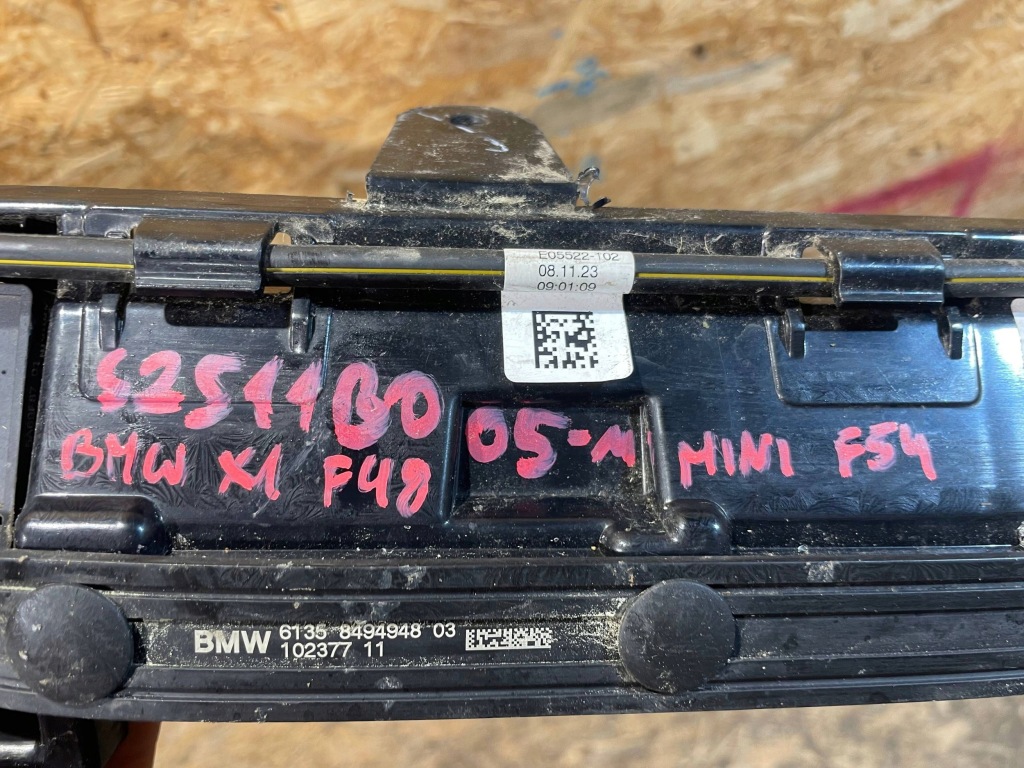 E05522-102
08.11.23
09:01:09
S2511B0 05-M
BMW X1 F48 MINI F54
BMW 6135 8494948 03
102377 11